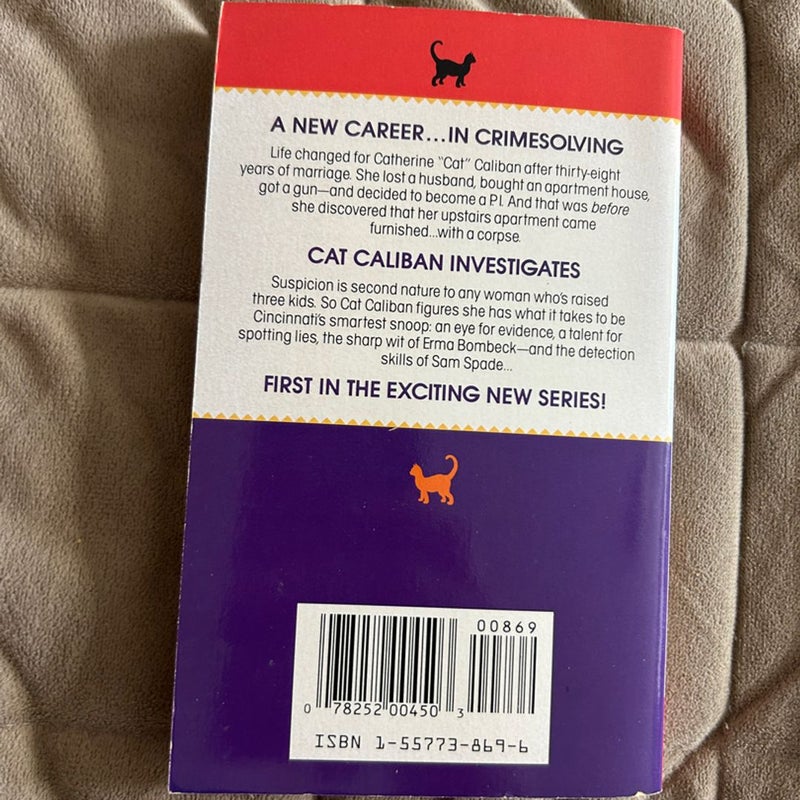 A NEW CAREER...IN CRIMESOLVING
Life changed for Catherine "Cat" Caliban after thirty-eight
years of marriage. She lost a husband, bought an apartment house,
got a gun—and decided to become a P.I. And that was before
she discovered that her upstairs apartment came
furnished...with a corpse.
CAT CALIBAN INVESTIGATES
Suspicion is second nature to any woman who's raised
three kids. So Cat Caliban figures she has what it takes to be
Cincinnati's smartest snoop: an eye for evidence, a talent for
spotting lies, the sharp wit of Erma Bombeck—and the detection
skills of Sam Spade...
FIRST IN THE EXCITING NEW SERIES!
00869
0 78252 00450 3
ISBN 1-55773-869-6